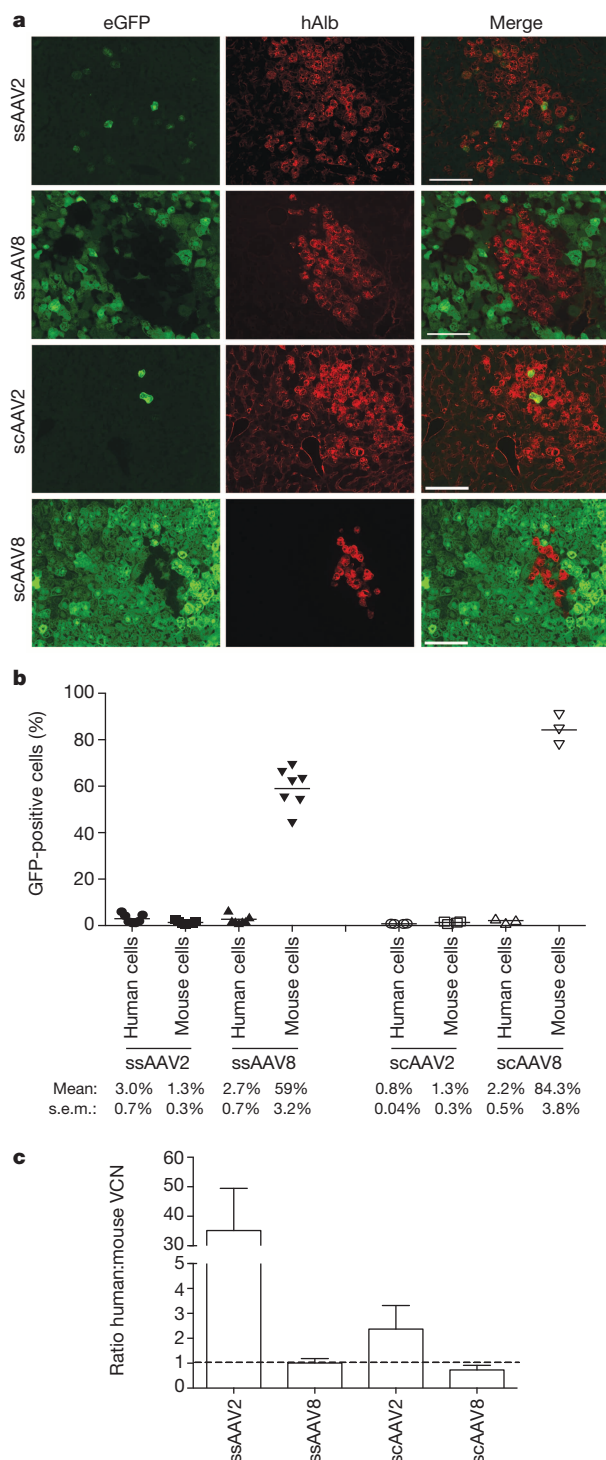 a
eGFP hAlb Merge
ssAAV2
ssAAV8
scAAV2
scAAV8
b
GFP-positive cells (%)
100
80
60
40
20
0
Human cells Mouse cells Human cells Mouse cells Human cells Mouse cells Human cells Mouse cells
ssAAV2 ssAAV8 scAAV2 scAAV8
Mean: 3.0% 1.3% 2.7% 59% 0.8% 1.3% 2.2% 84.3%
s.e.m.: 0.7% 0.3% 0.7% 3.2% 0.04% 0.3% 0.5% 3.8%
c
Ratio human:mouse VCN
60
50
40
30
5
4
3
2
1
0
ssAAV2 ssAAV8 scAAV2 scAAV8